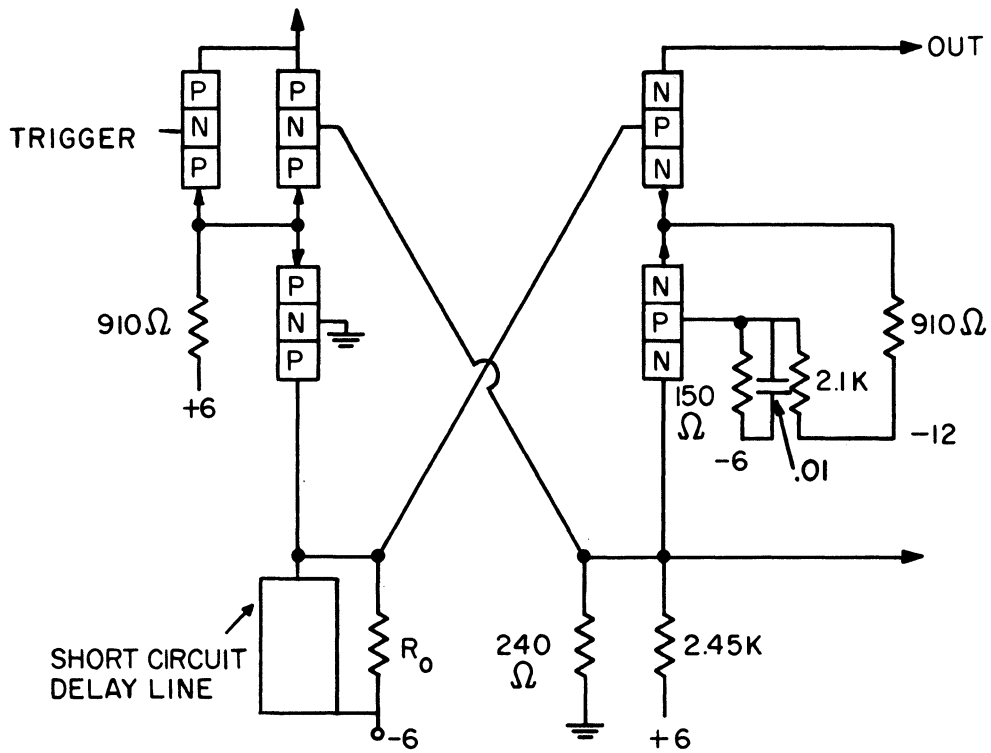 OUT
P
P
N
TRIGGER
N
N
P
P
P
N
P
N
910Ω
N
P
+6
P
N
910Ω
N
150
Ω
2.1K
-6
.01
-12
SHORT CIRCUIT
DELAY LINE
R₀
240
Ω
2.45K
-6
+6